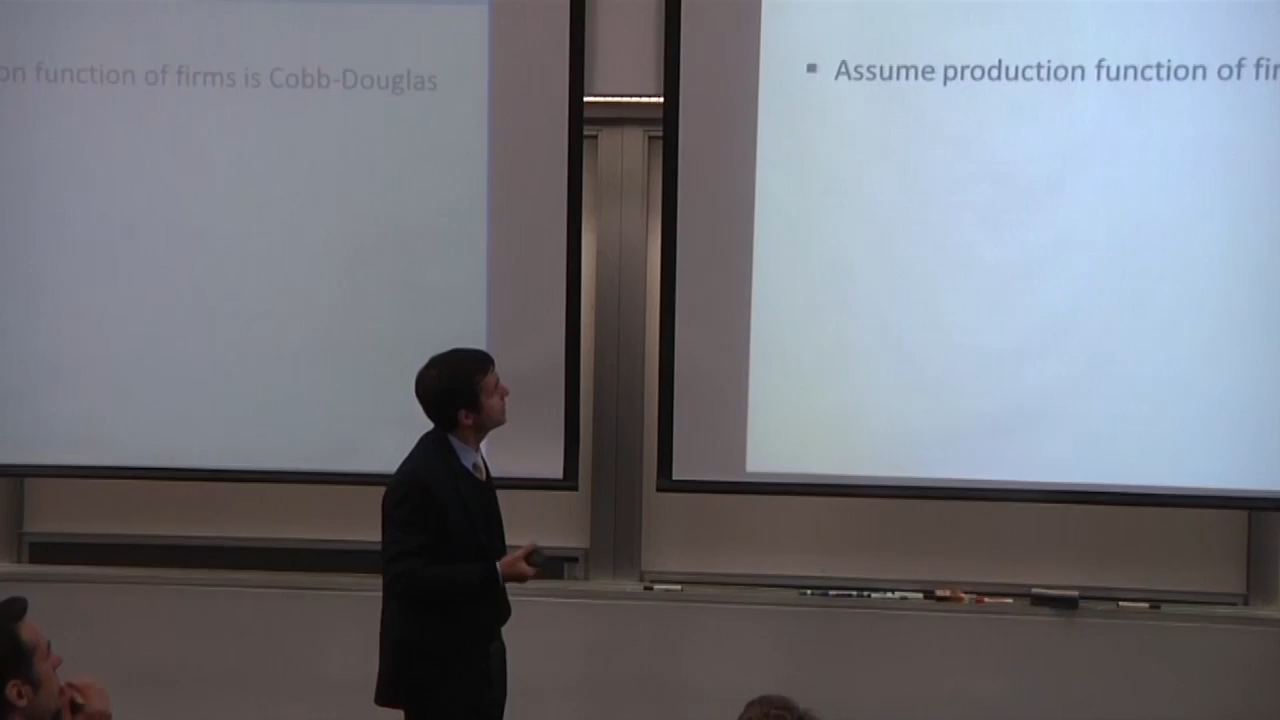 on function of firms is Cobb-Douglas
Assume production function of fir